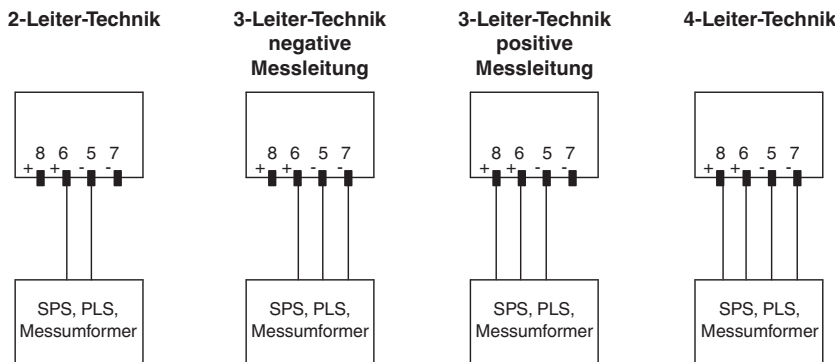 2-Leiter-Technik
3-Leiter-Technik
negative
Messleitung
3-Leiter-Technik
positive
Messleitung
4-Leiter-Technik
8 6 5 7
+ + - -
8 6 5 7
+ + - -
8 6 5 7
+ + - -
8 6 5 7
+ + - -
SPS, PLS,
Messumformer
SPS, PLS,
Messumformer
SPS, PLS,
Messumformer
SPS, PLS,
Messumformer